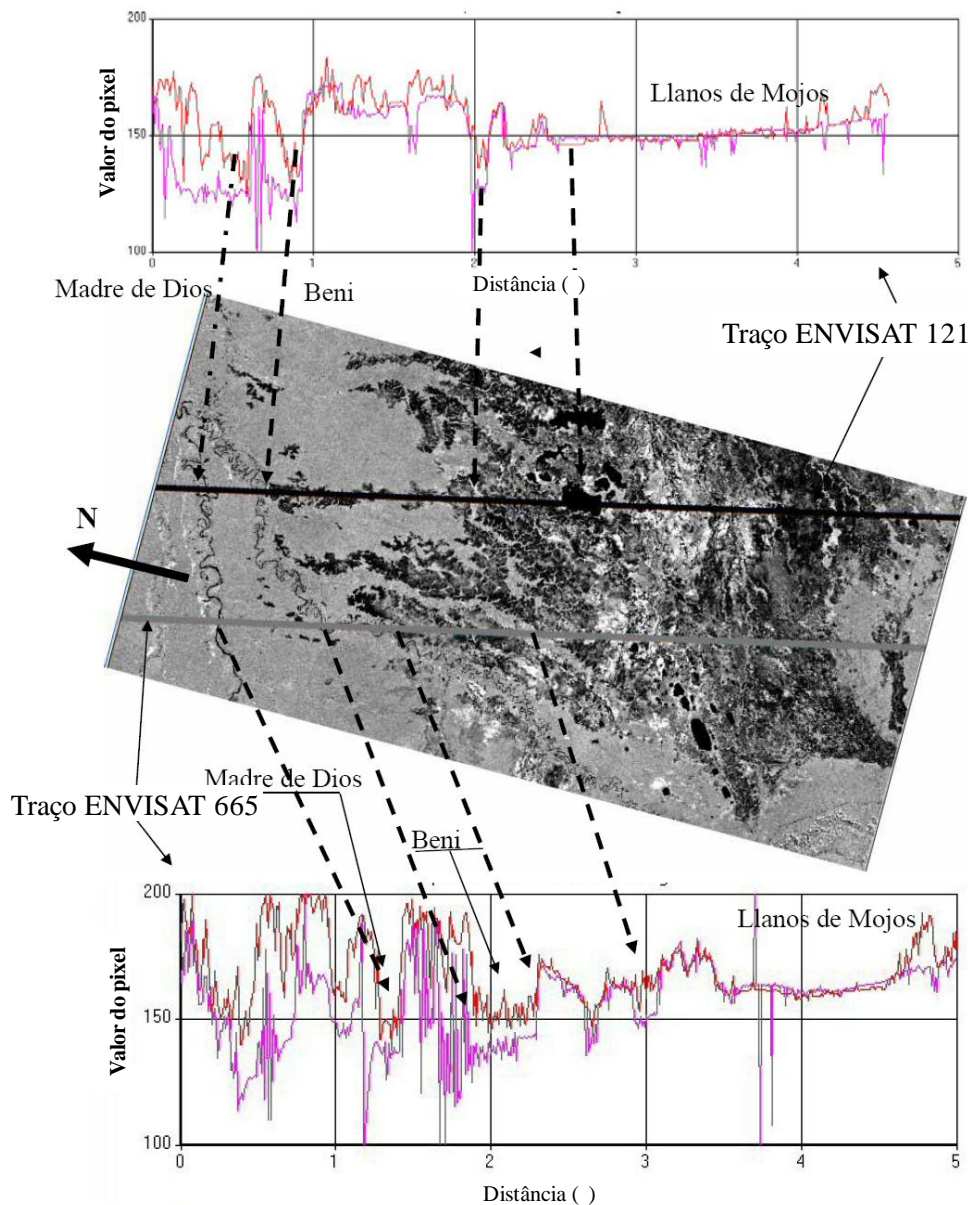 200
Llanos de Mojos
Valor do pixel
150
100
0 1 2 3 4 5
Distância ( )
Madre de Dios
Beni
Traço ENVISAT 121
N
Madre de Dios
Traço ENVISAT 665
Beni
200
Llanos de Mojos
Valor do pixel
150
100
0 1 2 3 4 5
Distância ( )